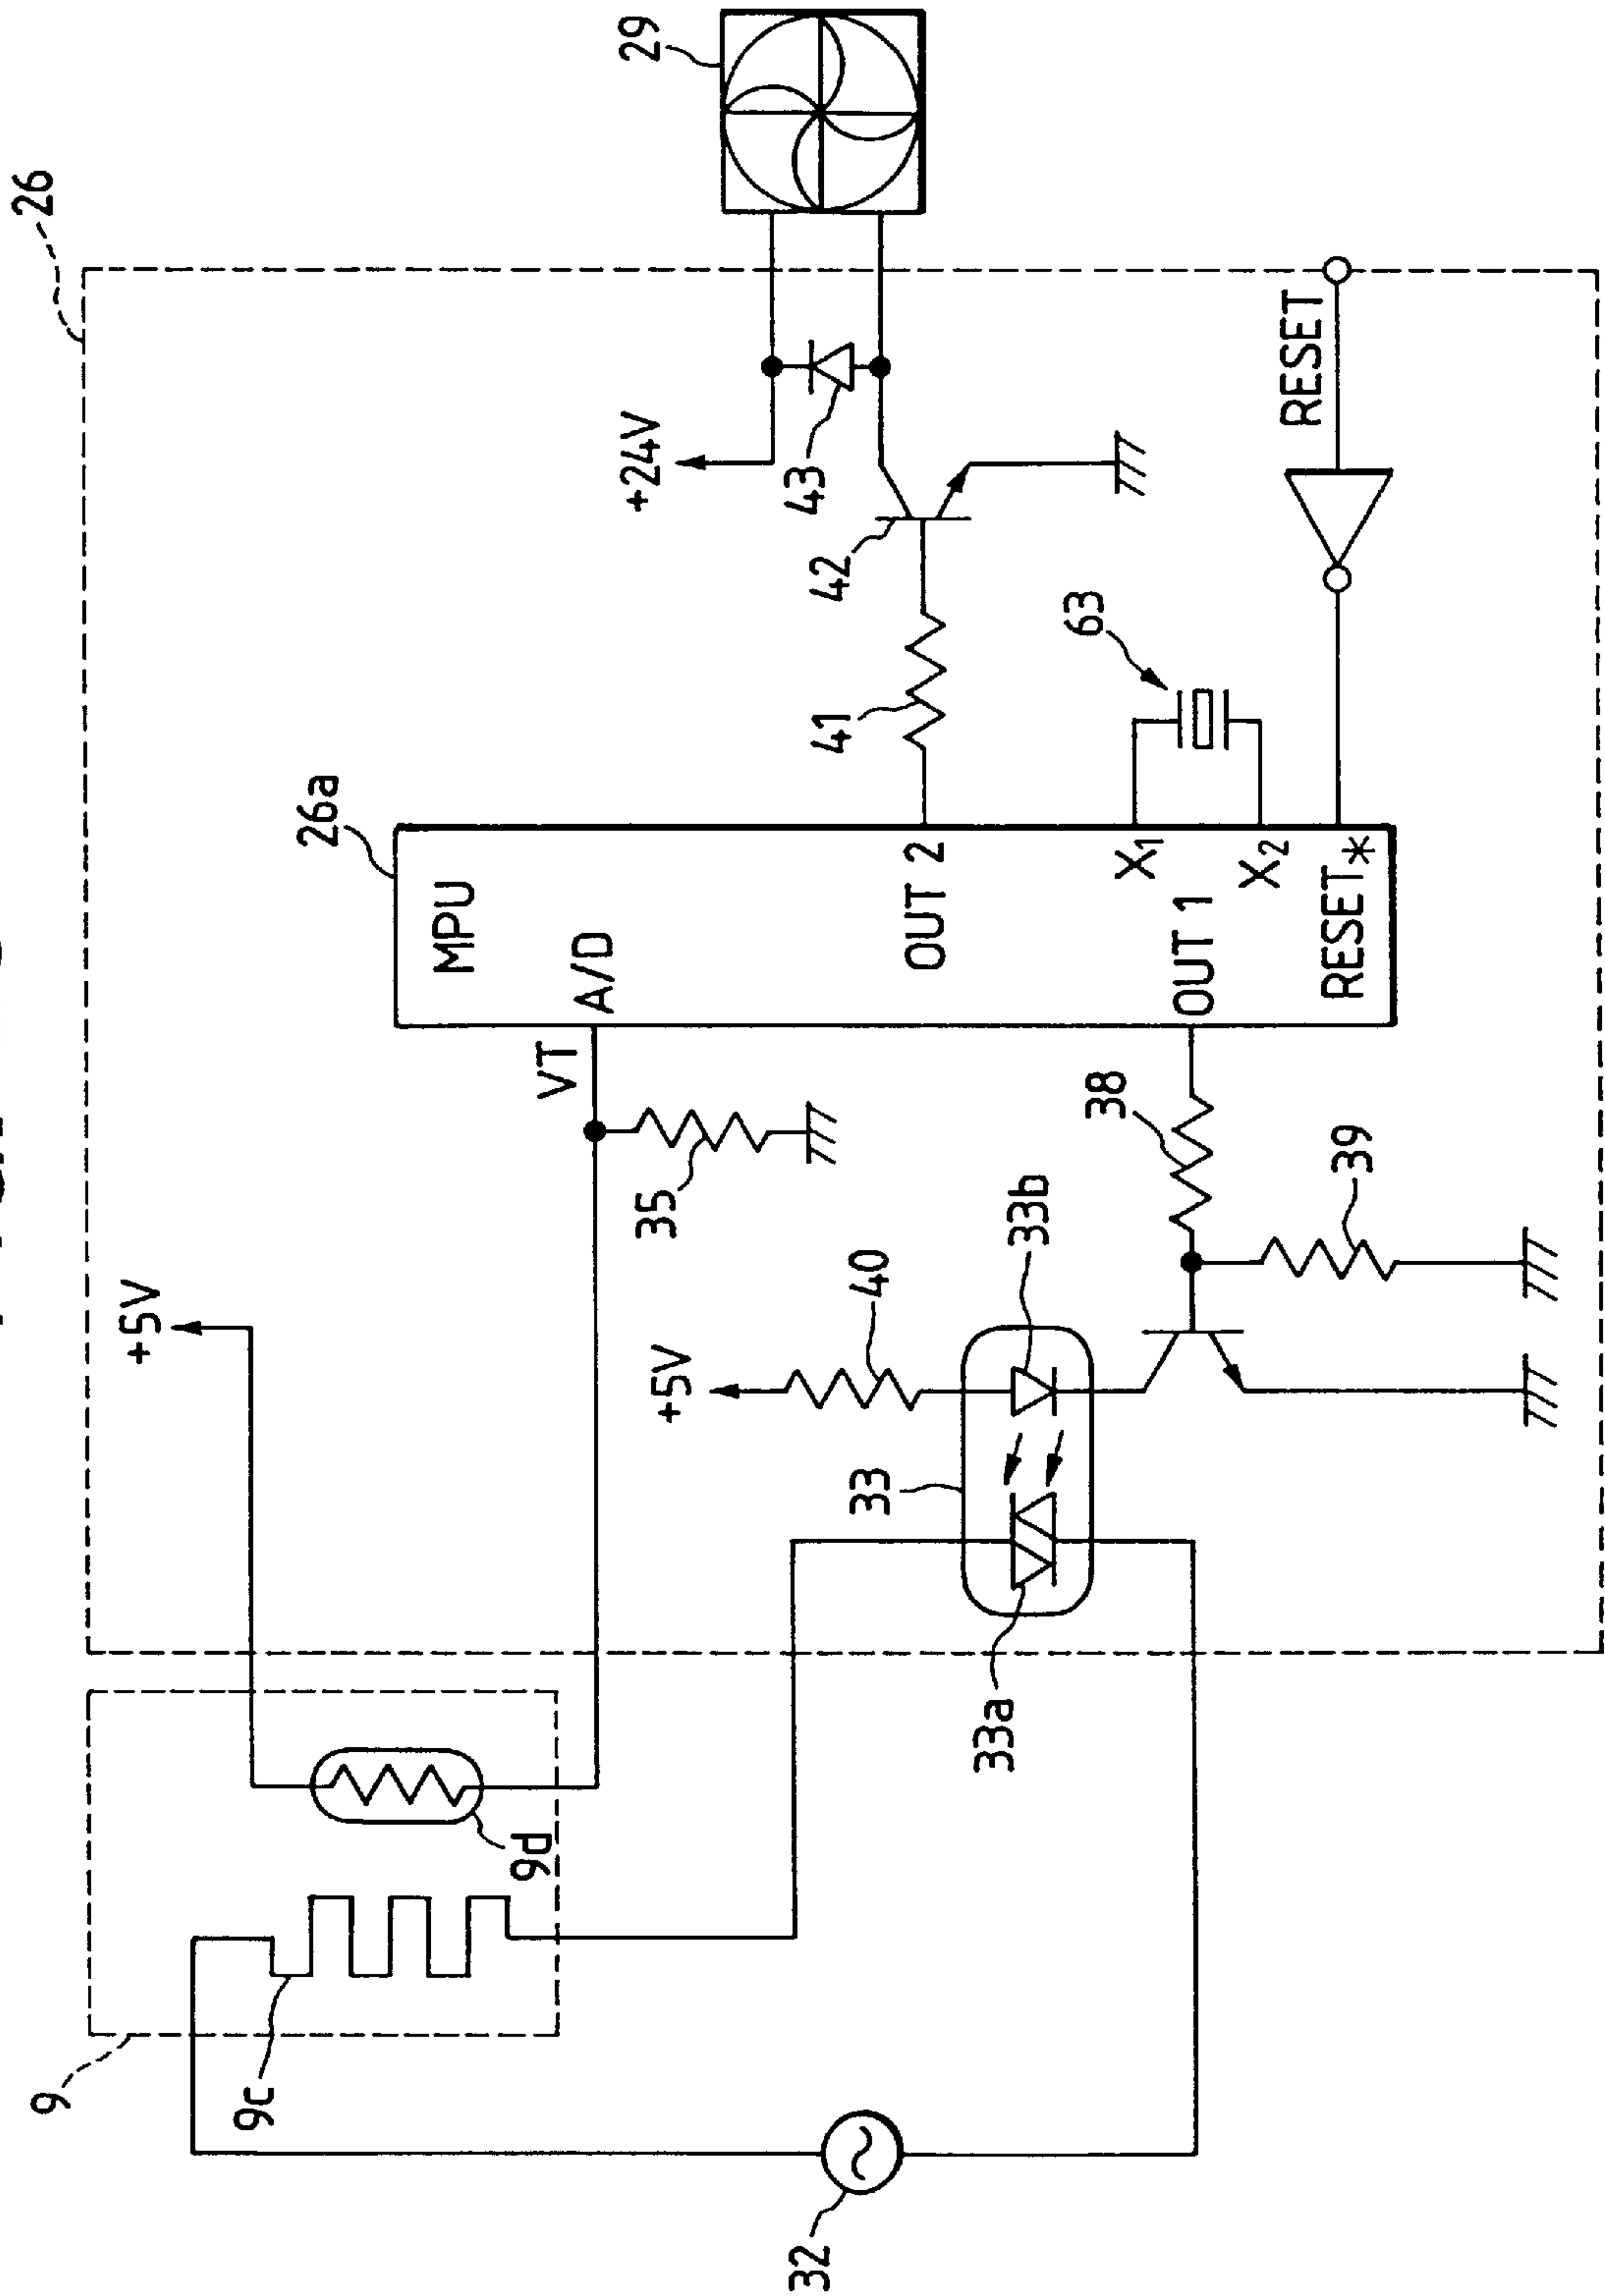 26
29
+24V
43
42
41
63
RESET
26a
MPU
A/D
OUT 2
X1
X2
OUT 1
RESET*
VT
35
38
39
+5V
+5V
40
33b
33
33a
9d
9
9c
32